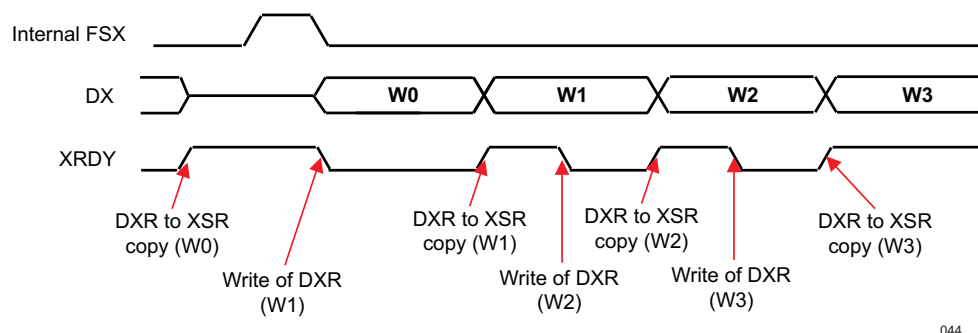 Internal FSX
DX
W0
W1
W2
W3
XRDY
DXR to XSR
copy (W0)
Write of DXR
(W1)
DXR to XSR
copy (W1)
Write of DXR
(W2)
DXR to XSR
copy (W2)
Write of DXR
(W3)
DXR to XSR
copy (W3)
044